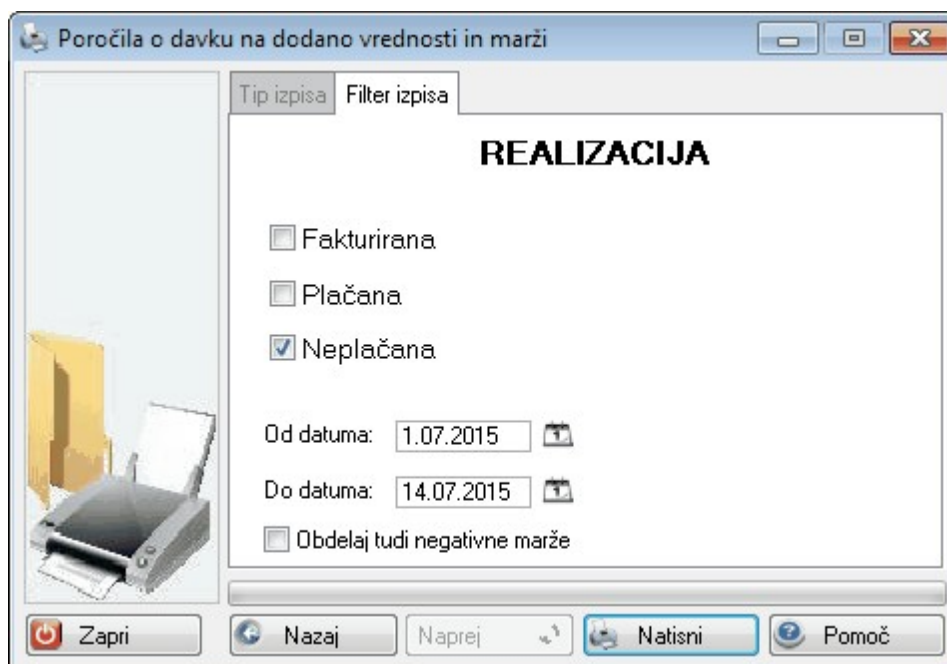 Poročila o davku na dodano vrednosti in marži
Tip izpisa Filter izpisa
REALIZACIJA
Fakturirana
Plačana
Neplačana
Od datuma: 1.07.2015
Do datuma: 14.07.2015
Obdelaj tudi negativne marže
Zapri Nazaj Naprej Natisni Pomoč